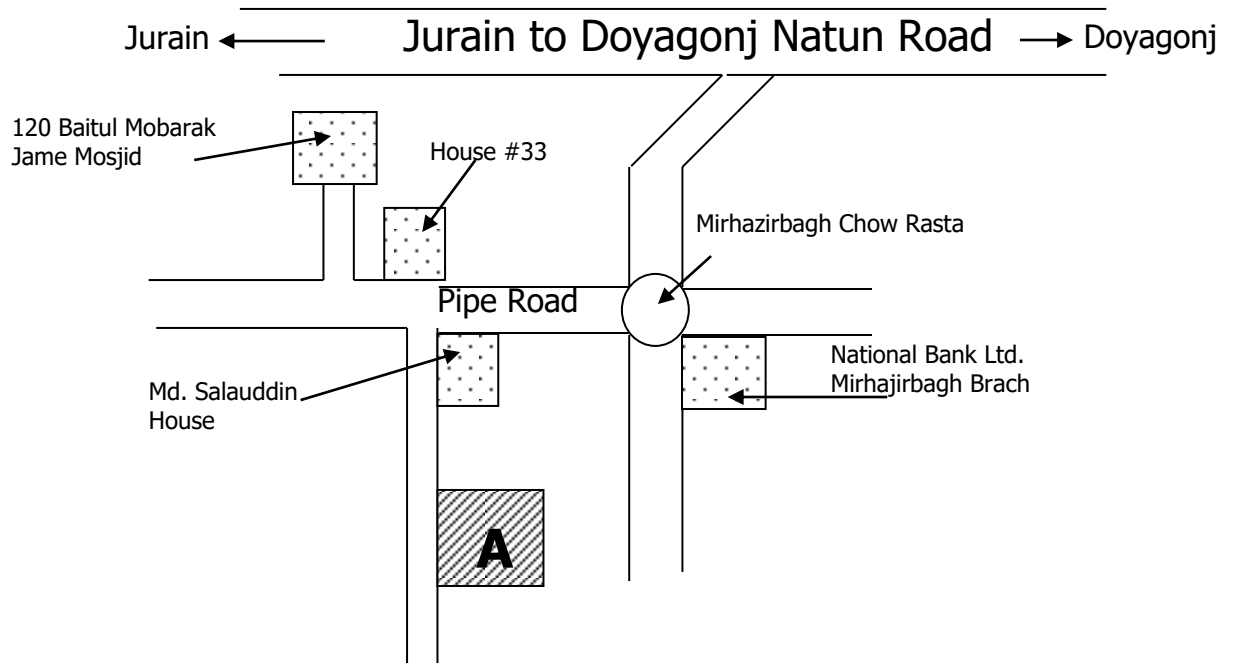 Jurain
Jurain to Doyagonj Natun Road
Doyagonj
120 Baitul Mobarak
Jame Mosjid
House #33
Mirhazirbagh Chow Rasta
Pipe Road
National Bank Ltd.
Mirhajirbagh Brach
Md. Salauddin
House
A